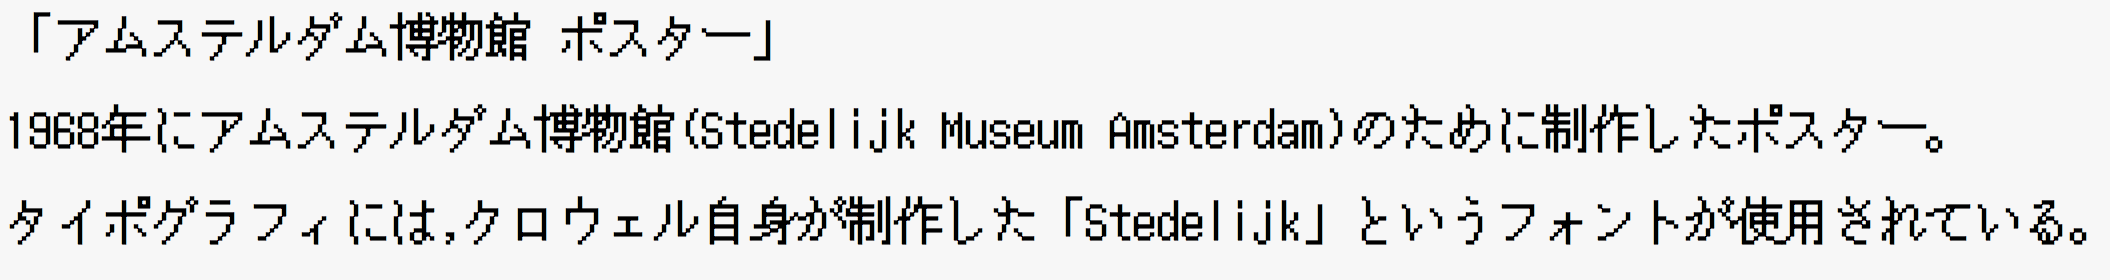 「アムステルダム博物館 ポスター」
1968年にアムステルダム博物館(Stedelijk Museum Amsterdam)のために制作したポスター。
タイポグラフィには,クロウェル自身が制作した「Stedelijk」というフォントが使用されている。